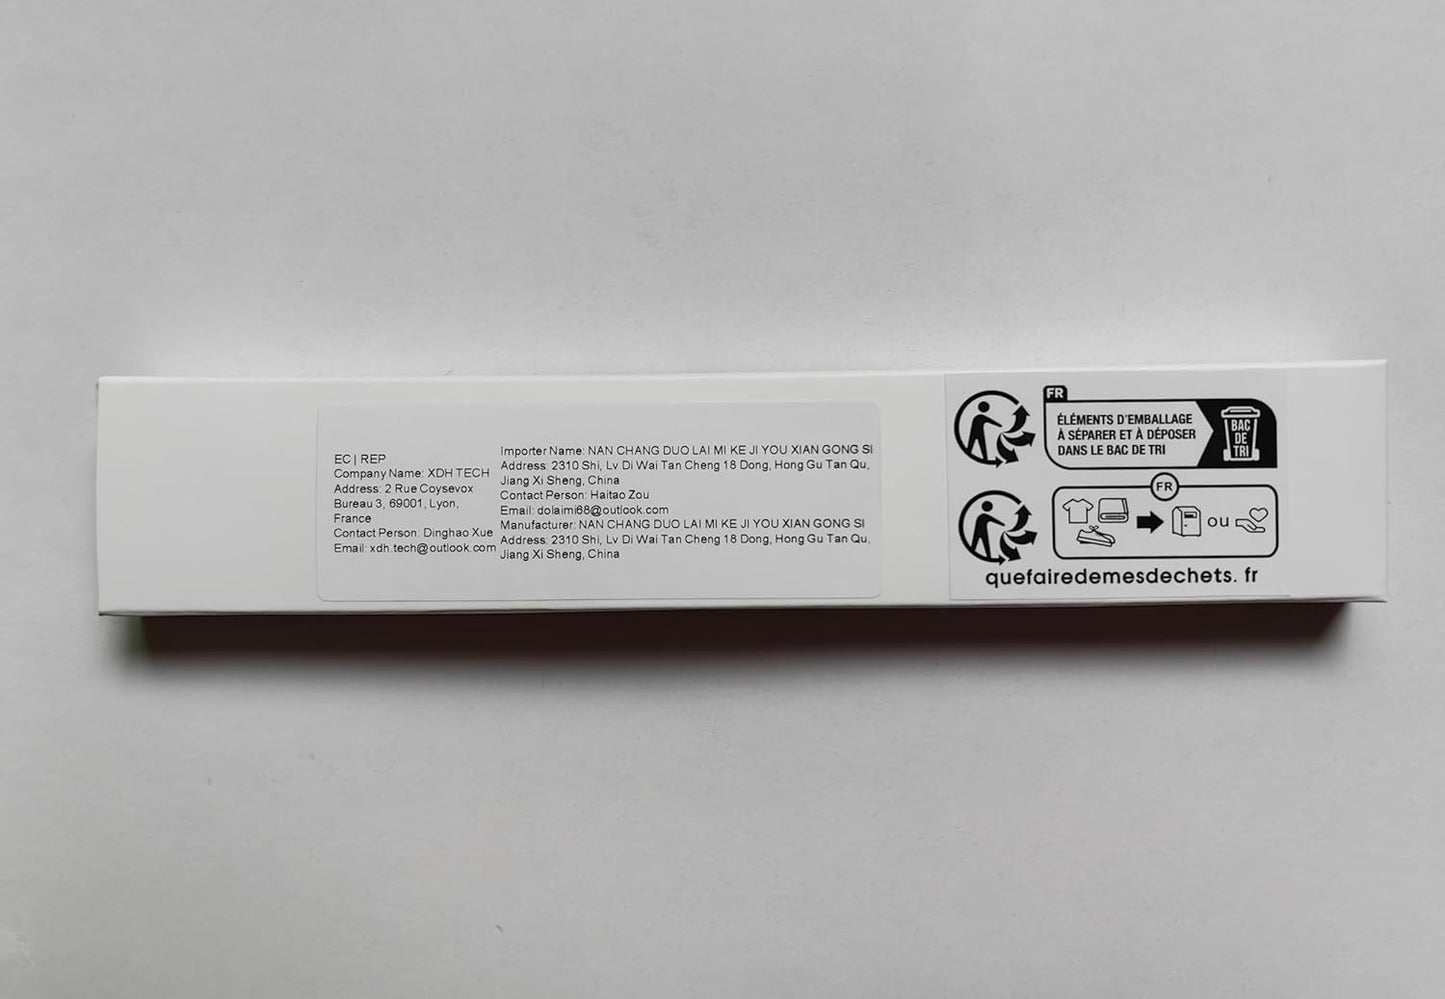 EC | REP
Company Name: XDH TECH
Address: 2 Rue Coysevox
Bureau 3, 69001, Lyon,
France
Contact Person: Dinghao Xue
Email: xdh.tech@outlook.com
Importer Name: NAN CHANG DUO LAI MI KE JI YOU XIAN GONG SI
Address: 2310 Shi, Lv Di Wai Tan Cheng 18 Dong, Hong Gu Tan Qu,
Jiang Xi Sheng, China
Contact Person: Haitao Zou
Email: dolaimi68@outlook.com
Manufacturer: NAN CHANG DUO LAI MI KE JI YOU XIAN GONG SI
Address: 2310 Shi, Lv Di Wai Tan Cheng 18 Dong, Hong Gu Tan Qu,
Jiang Xi Sheng, China
FR
ÉLÉMENTS D'EMBALLAGE
À SÉPARER ET À DÉPOSER
DANS LE BAC DE TRI
BAC
DE
TRI
FR
ou
quefairedemesdechets. fr